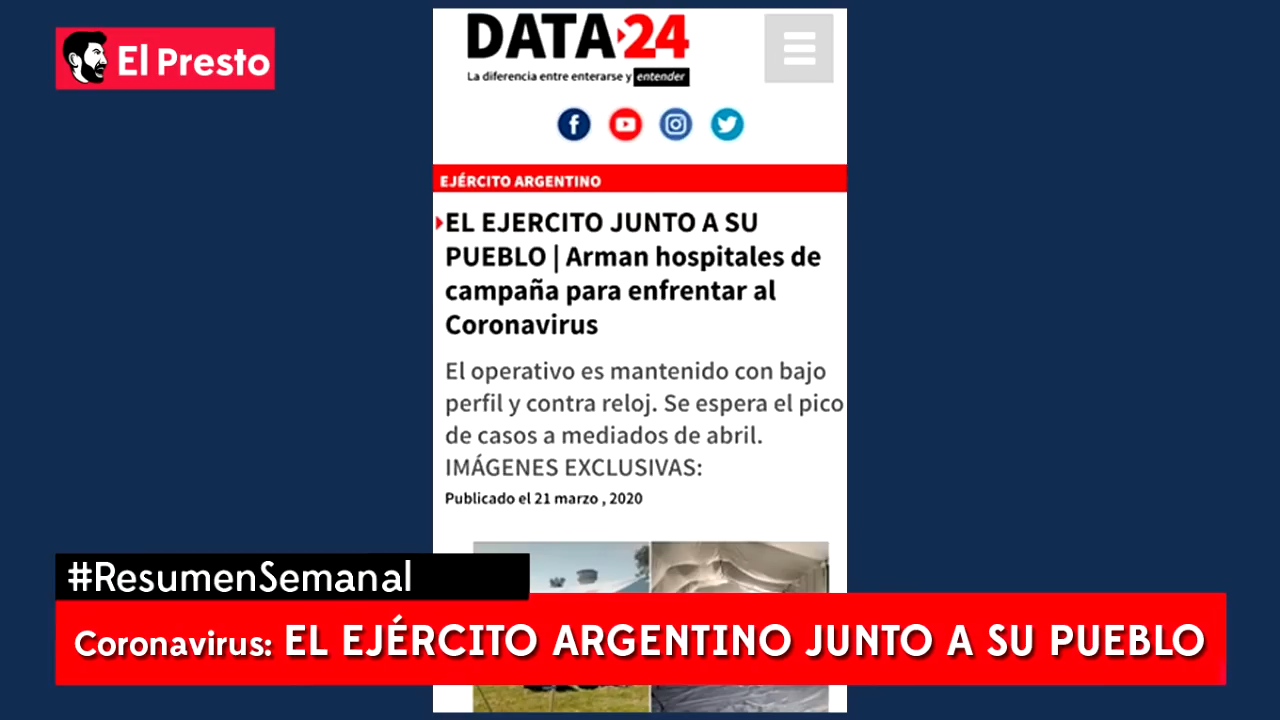 El Presto
DATA24
La diferencia entre enterarse y entender
EJÉRCITO ARGENTINO
EL EJERCITO JUNTO A SU
PUEBLO | Arman hospitales de
campaña para enfrentar al
Coronavirus
El operativo es mantenido con bajo
perfil y contra reloj. Se espera el pico
de casos a mediados de abril.
IMÁGENES EXCLUSIVAS:
Publicado el 21 marzo , 2020
#ResumenSemanal
Coronavirus: EL EJÉRCITO ARGENTINO JUNTO A SU PUEBLO